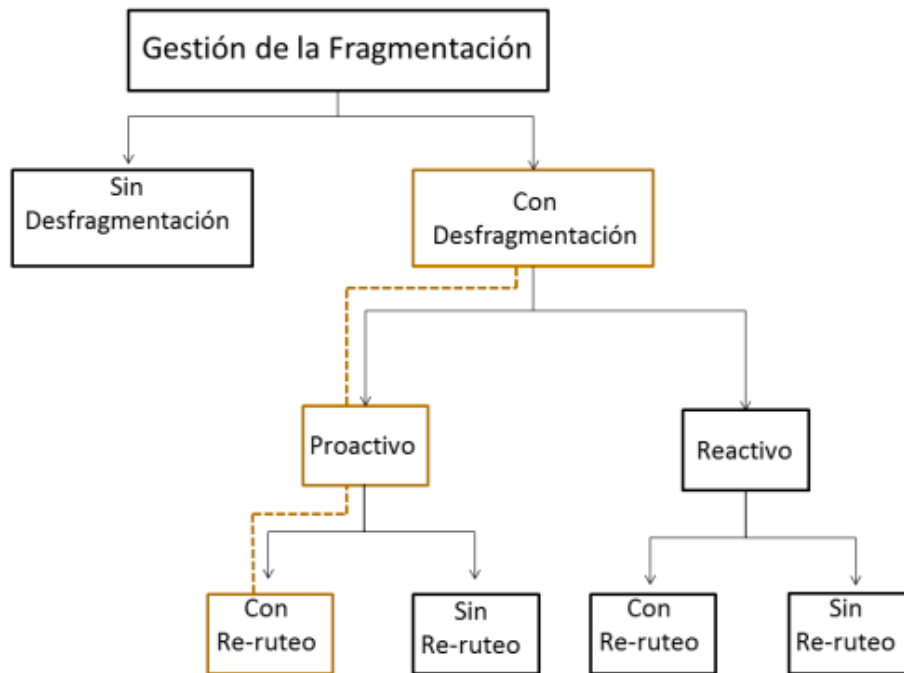 Gestión de la Fragmentación
Sin
Desfragmentación
Con
Desfragmentación
Proactivo
Reactivo
Con
Re-ruteo
Sin
Re-ruteo
Con
Re-ruteo
Sin
Re-ruteo